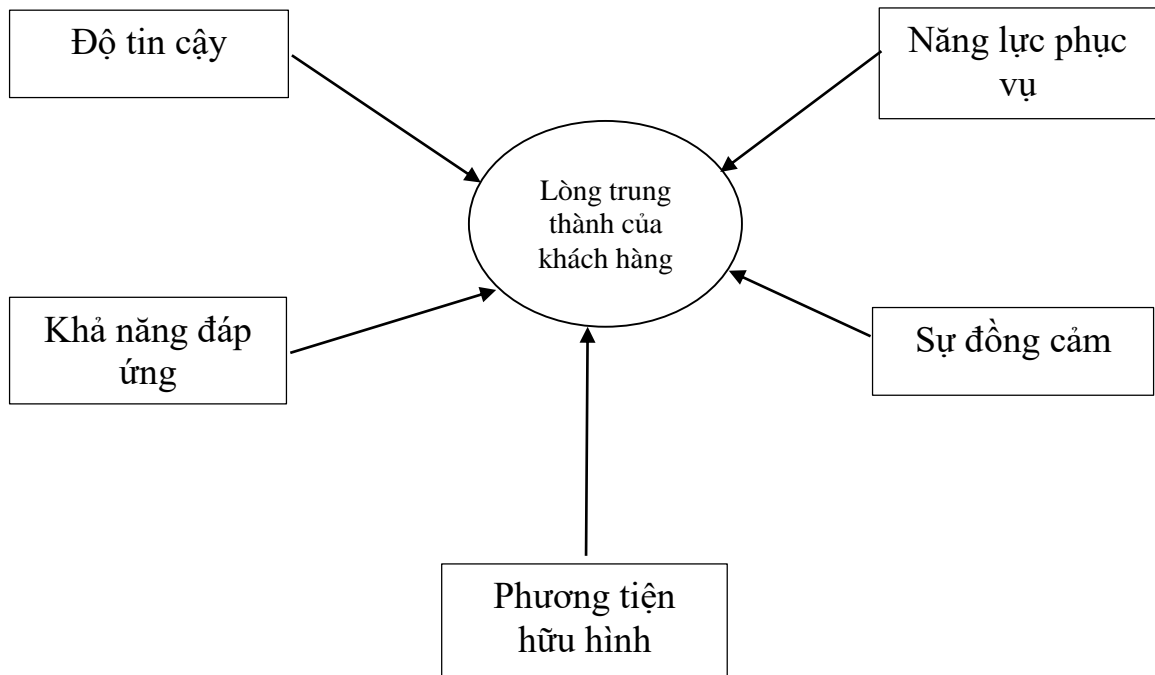 Độ tin cậy
Năng lực phục
vụ
Lòng trung
thành của
khách hàng
Khả năng đáp
ứng
Sự đồng cảm
Phương tiện
hữu hình